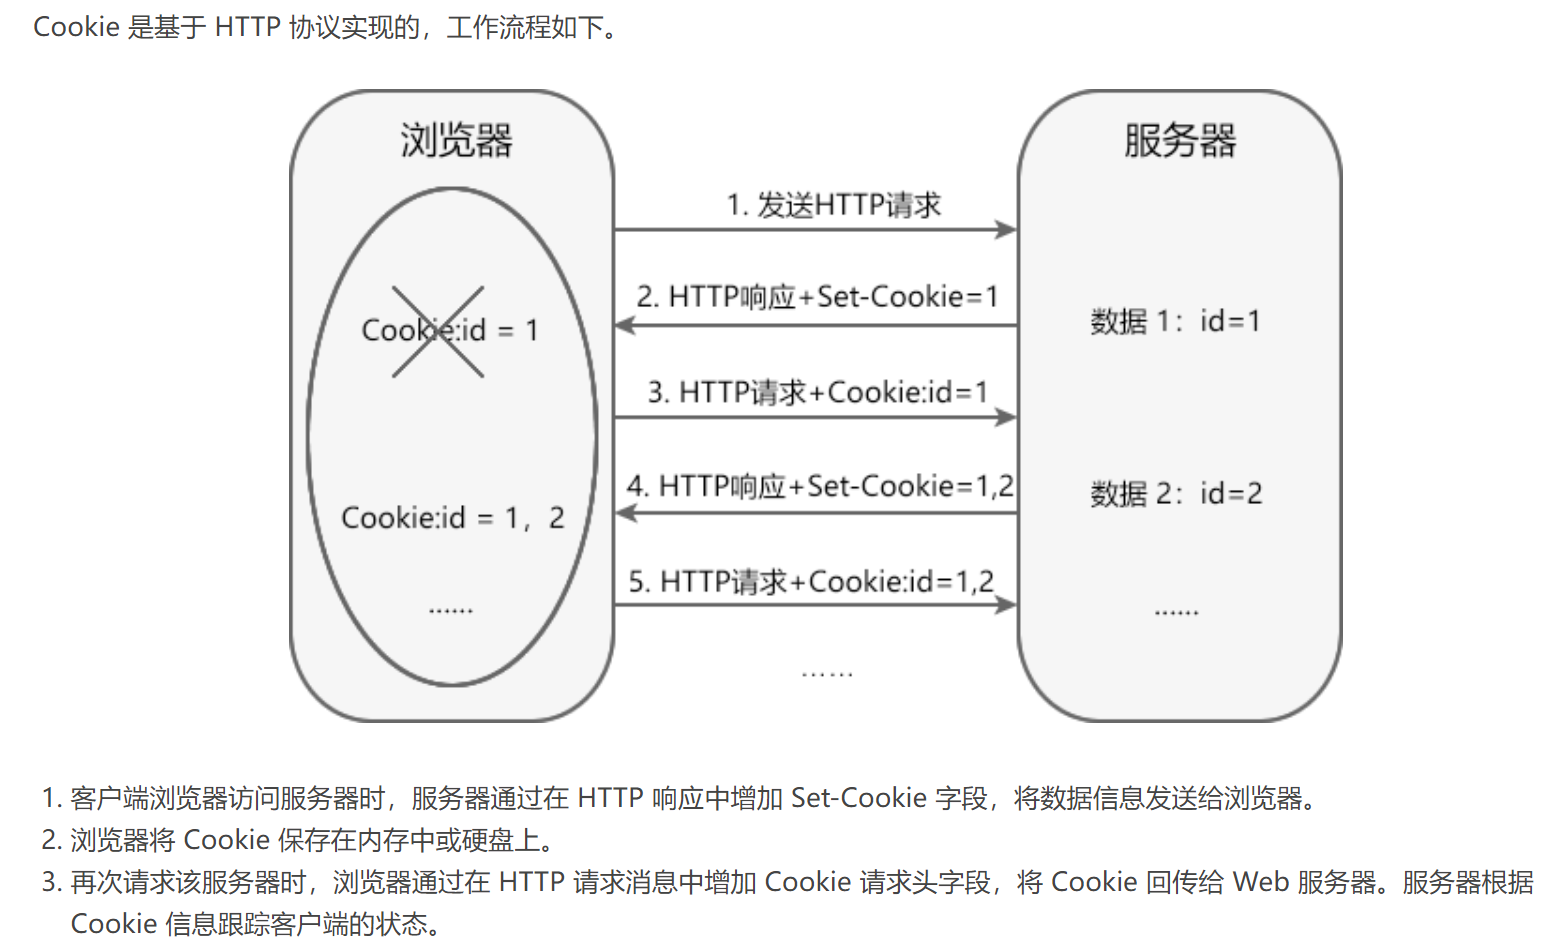 Cookie 是基于 HTTP 协议实现的，工作流程如下。
浏览器
服务器
1. 发送HTTP请求
2. HTTP响应+Set-Cookie=1
Cookie:id = 1
数据 1：id=1
3. HTTP请求+Cookie:id=1
4. HTTP响应+Set-Cookie=1,2
Cookie:id = 1，2
数据 2：id=2
5. HTTP请求+Cookie:id=1,2
......
......
......
1. 客户端浏览器访问服务器时，服务器通过在 HTTP 响应中增加 Set-Cookie 字段，将数据信息发送给浏览器。
2. 浏览器将 Cookie 保存在内存中或硬盘上。
3. 再次请求该服务器时，浏览器通过在 HTTP 请求消息中增加 Cookie 请求头字段，将 Cookie 回传给 Web 服务器。服务器根据
Cookie 信息跟踪客户端的状态。